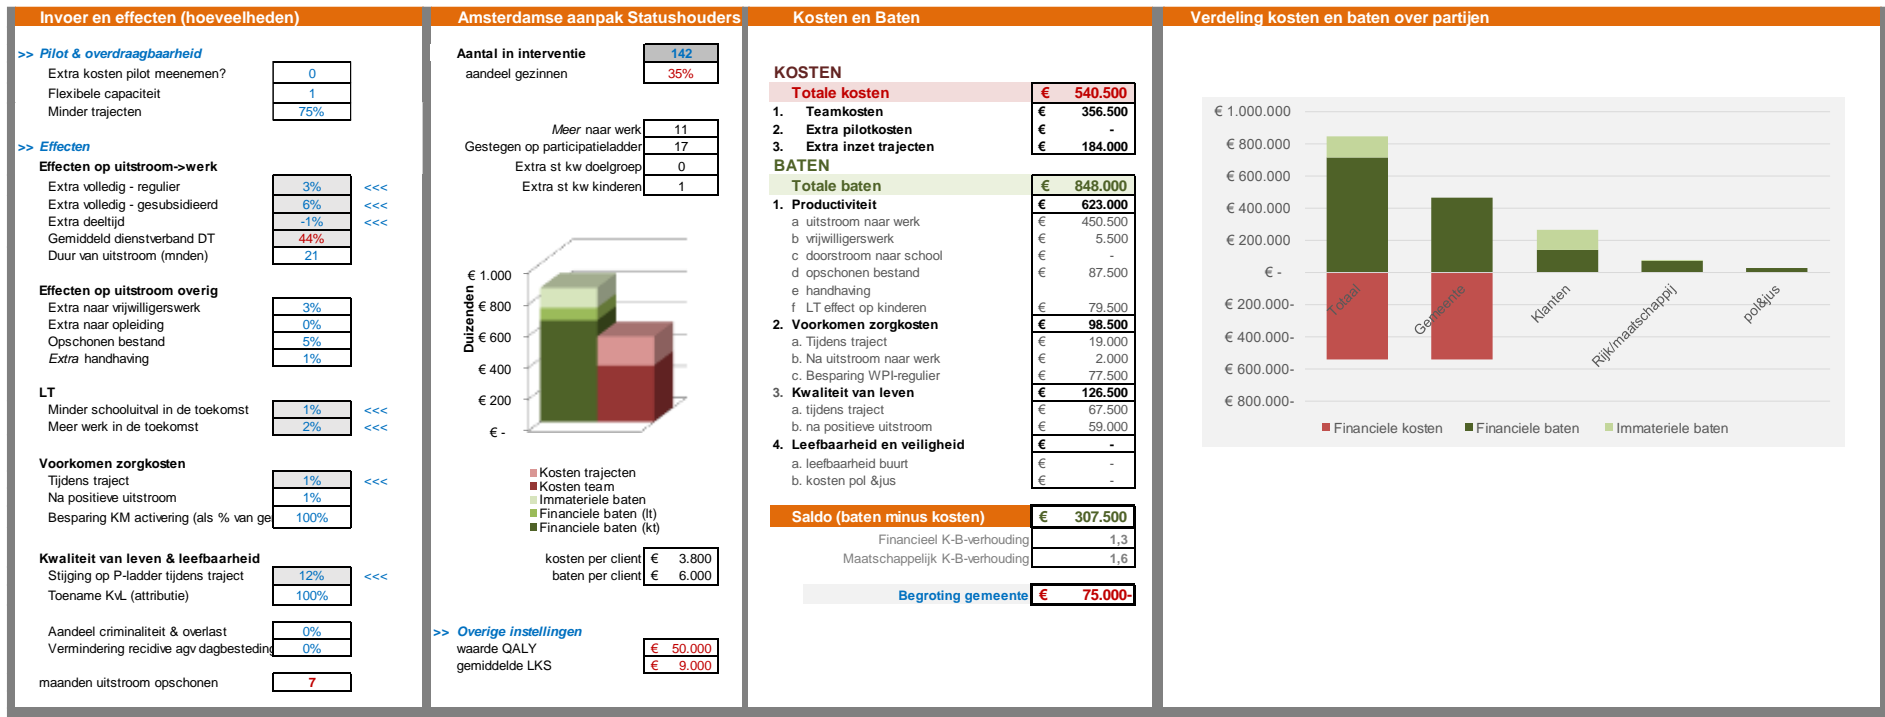 Invoer en effecten (hoeveelheden)
>> Pilot & overdraagbaarheid
Extra kosten pilot meenemen? 0
Flexibele capaciteit 1
Minder trajecten 75%
>> Effecten
Effecten op uitstroom->werk
Extra volledig - regulier 3% <<<
Extra volledig - gesubsidieerd 6% <<<
Extra deeltijd -1% <<<
Gemiddeld dienstverband DT 44%
Duur van uitstroom (mnden) 21
Effecten op uitstroom overig
Extra naar vrijwilligerswerk 3%
Extra naar opleiding 0%
Opschonen bestand 5%
Extra handhaving 1%
LT
Minder schooluitval in de toekomst 1% <<<
Meer werk in de toekomst 2% <<<
Voorkomen zorgkosten
Tijdens traject 1% <<<
Na positieve uitstroom 1%
Besparing KM activering (als % van ge 100%
Kwaliteit van leven & leefbaarheid
Stijging op P-ladder tijdens traject 12% <<<
Toename KvL (attributie) 100%
Aandeel criminaliteit & overlast 0%
Vermindering recidive agv dagbesteding 0%
maanden uitstroom opschonen 7
Amsterdamse aanpak Statushouders
Aantal in interventie 142
aandeel gezinnen 35%
Meer naar werk 11
Gestegen op participatieladder 17
Extra st kw doelgroep 0
Extra st kw kinderen 1
Duizenden
€ 1.000
€ 800
€ 600
€ 400
€ 200
€ -
Kosten trajecten
Kosten team
Immateriele baten
Financiele baten (lt)
Financiele baten (kt)
kosten per client € 3.800
baten per client € 6.000
>> Overige instellingen
waarde QALY € 50.000
gemiddelde LKS € 9.000
Kosten en Baten
KOSTEN
Totale kosten € 540.500
1. Teamkosten € 356.500
2. Extra pilotkosten € -
3. Extra inzet trajecten € 184.000
BATEN
Totale baten € 848.000
1. Productiviteit € 623.000
a uitstroom naar werk € 450.500
b vrijwilligerswerk € 5.500
c doorstroom naar school € -
d opschonen bestand € 87.500
e handhaving
f LT effect op kinderen € 79.500
2. Voorkomen zorgkosten € 98.500
a. Tijdens traject € 19.000
b. Na uitstroom naar werk € 2.000
c. Besparing WPI-regulier € 77.500
3. Kwaliteit van leven € 126.500
a. tijdens traject € 67.500
b. na positieve uitstroom € 59.000
4. Leefbaarheid en veiligheid € -
a. leefbaarheid buurt € -
b. kosten pol &jus € -
Saldo (baten minus kosten) € 307.500
Financieel K-B-verhouding 1,3
Maatschappelijk K-B-verhouding 1,6
Begroting gemeente € 75.000-
Verdeling kosten en baten over partijen
€ 1.000.000
€ 800.000
€ 600.000
€ 400.000
€ 200.000
€ -
€ 200.000-
€ 400.000-
€ 600.000-
€ 800.000-
Totaal
Gemeente
Klanten
Rijk/maatschappij
pol&jus
Financiele kosten
Financiele baten
Immateriele baten